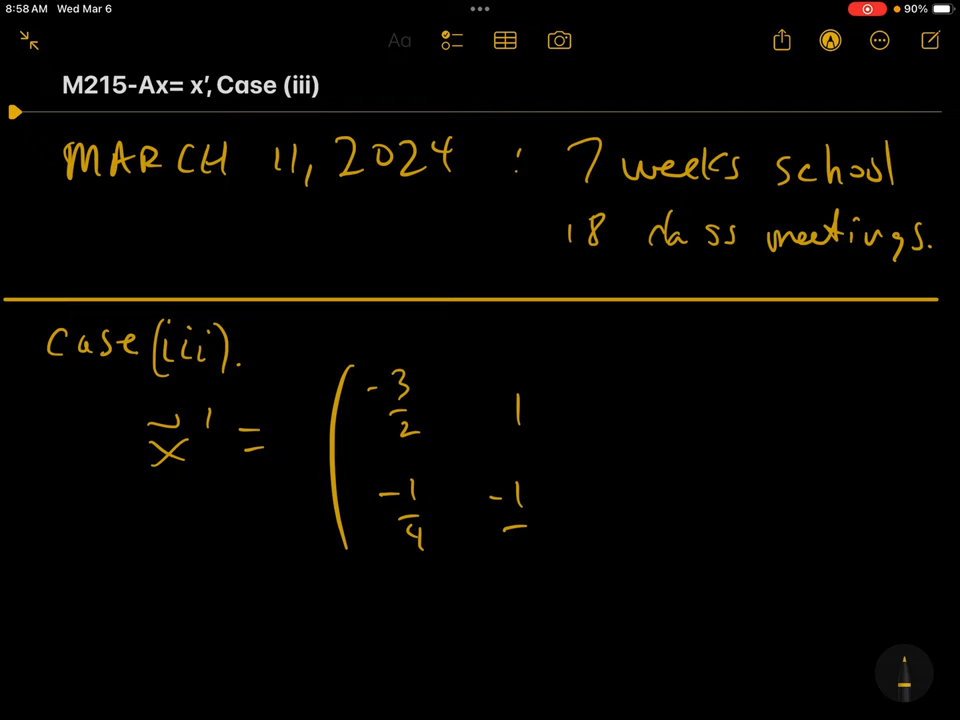 8:58 AM Wed Mar 6
90%
Aa
M215-Ax= x', Case (iii)
MARCH 11, 2024 : 7 weeks school
18 class meetings.
Case (iii).
x̃' = ( -3/2 1
-1/4 -1